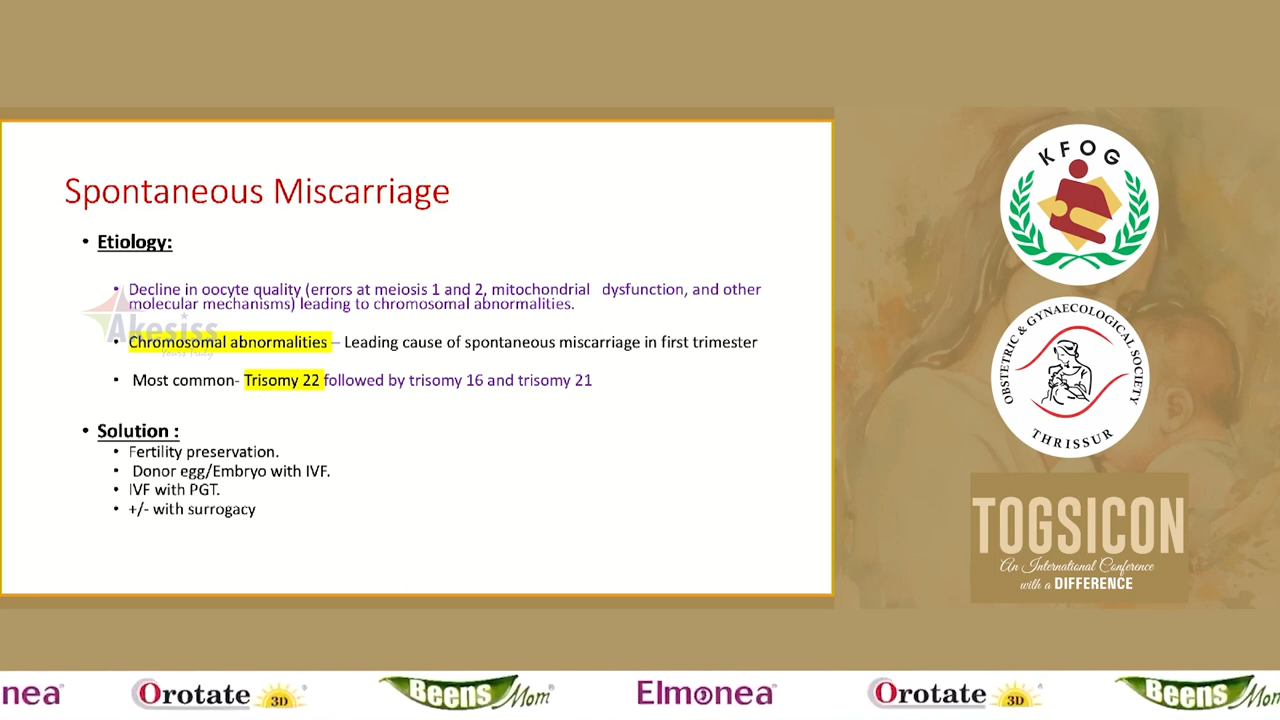 Spontaneous Miscarriage
• Etiology:
• Decline in oocyte quality (errors at meiosis 1 and 2, mitochondrial dysfunction, and other
molecular mechanisms) leading to chromosomal abnormalities.
• Chromosomal abnormalities – Leading cause of spontaneous miscarriage in first trimester
• Most common- Trisomy 22 followed by trisomy 16 and trisomy 21
• Solution :
• Fertility preservation.
• Donor egg/Embryo with IVF.
• IVF with PGT.
• +/- with surrogacy
Akesiss
Yours Truly
KFOG
OBSTETRIC & GYNAECOLOGICAL SOCIETY
THRISSUR
TOGSICON
An International Conference
with a DIFFERENCE
nea Orotate 3D Beens Mom Elmonea Orotate 3D Beens Mom